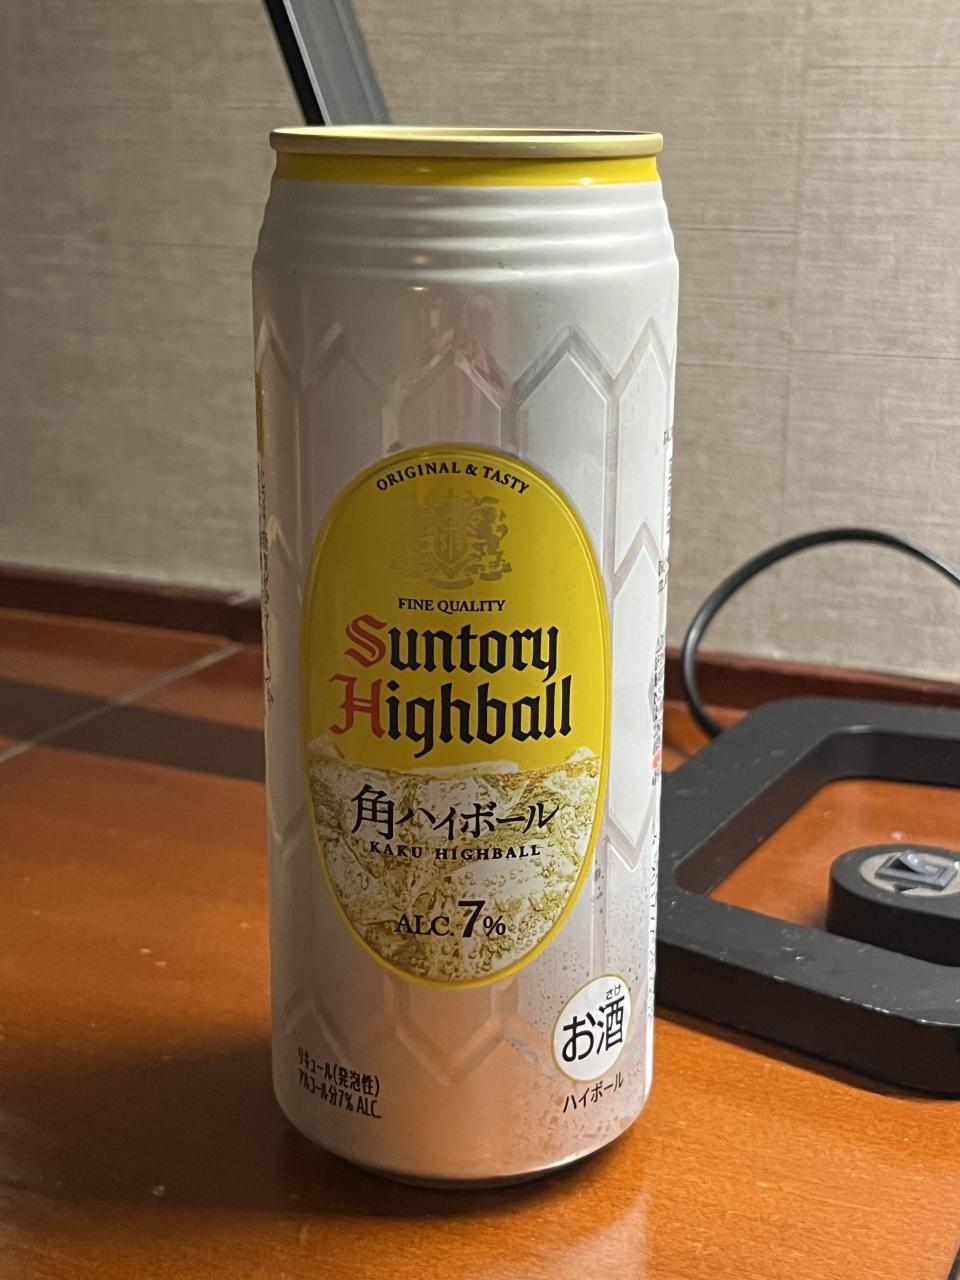 ORIGINAL & TASTY
FINE QUALITY
Suntory
Highball
角ハイボール
KAKU HIGHBALL
ALC. 7%
さけ
お酒
ハイボール
リキュール(発泡性)
アルコール分7% ALC.